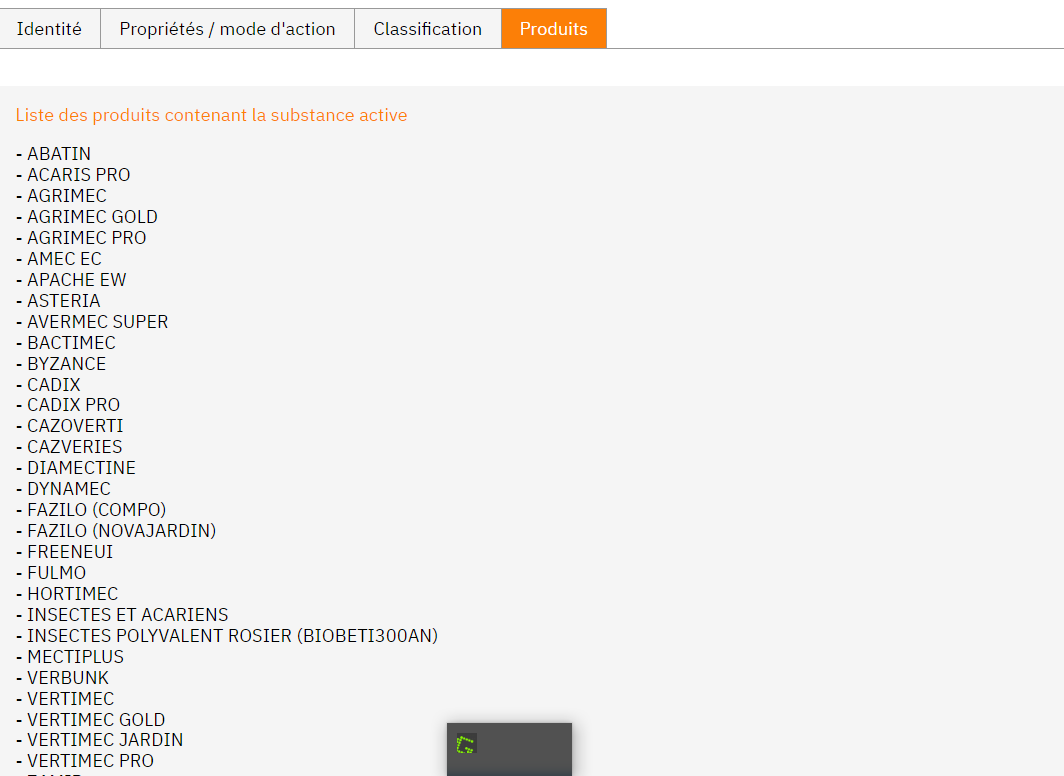 Identité
Propriétés / mode d'action
Classification
Produits
Liste des produits contenant la substance active
- ABATIN
- ACARIS PRO
- AGRIMEC
- AGRIMEC GOLD
- AGRIMEC PRO
- AMEC EC
- APACHE EW
- ASTERIA
- AVERMEC SUPER
- BACTIMEC
- BYZANCE
- CADIX
- CADIX PRO
- CAZOVERTI
- CAZVERIES
- DIAMECTINE
- DYNAMEC
- FAZILO (COMPO)
- FAZILO (NOVAJARDIN)
- FREENEUI
- FULMO
- HORTIMEC
- INSECTES ET ACARIENS
- INSECTES POLYVALENT ROSIER (BIOBETI300AN)
- MECTIPLUS
- VERBUNK
- VERTIMEC
- VERTIMEC GOLD
- VERTIMEC JARDIN
- VERTIMEC PRO